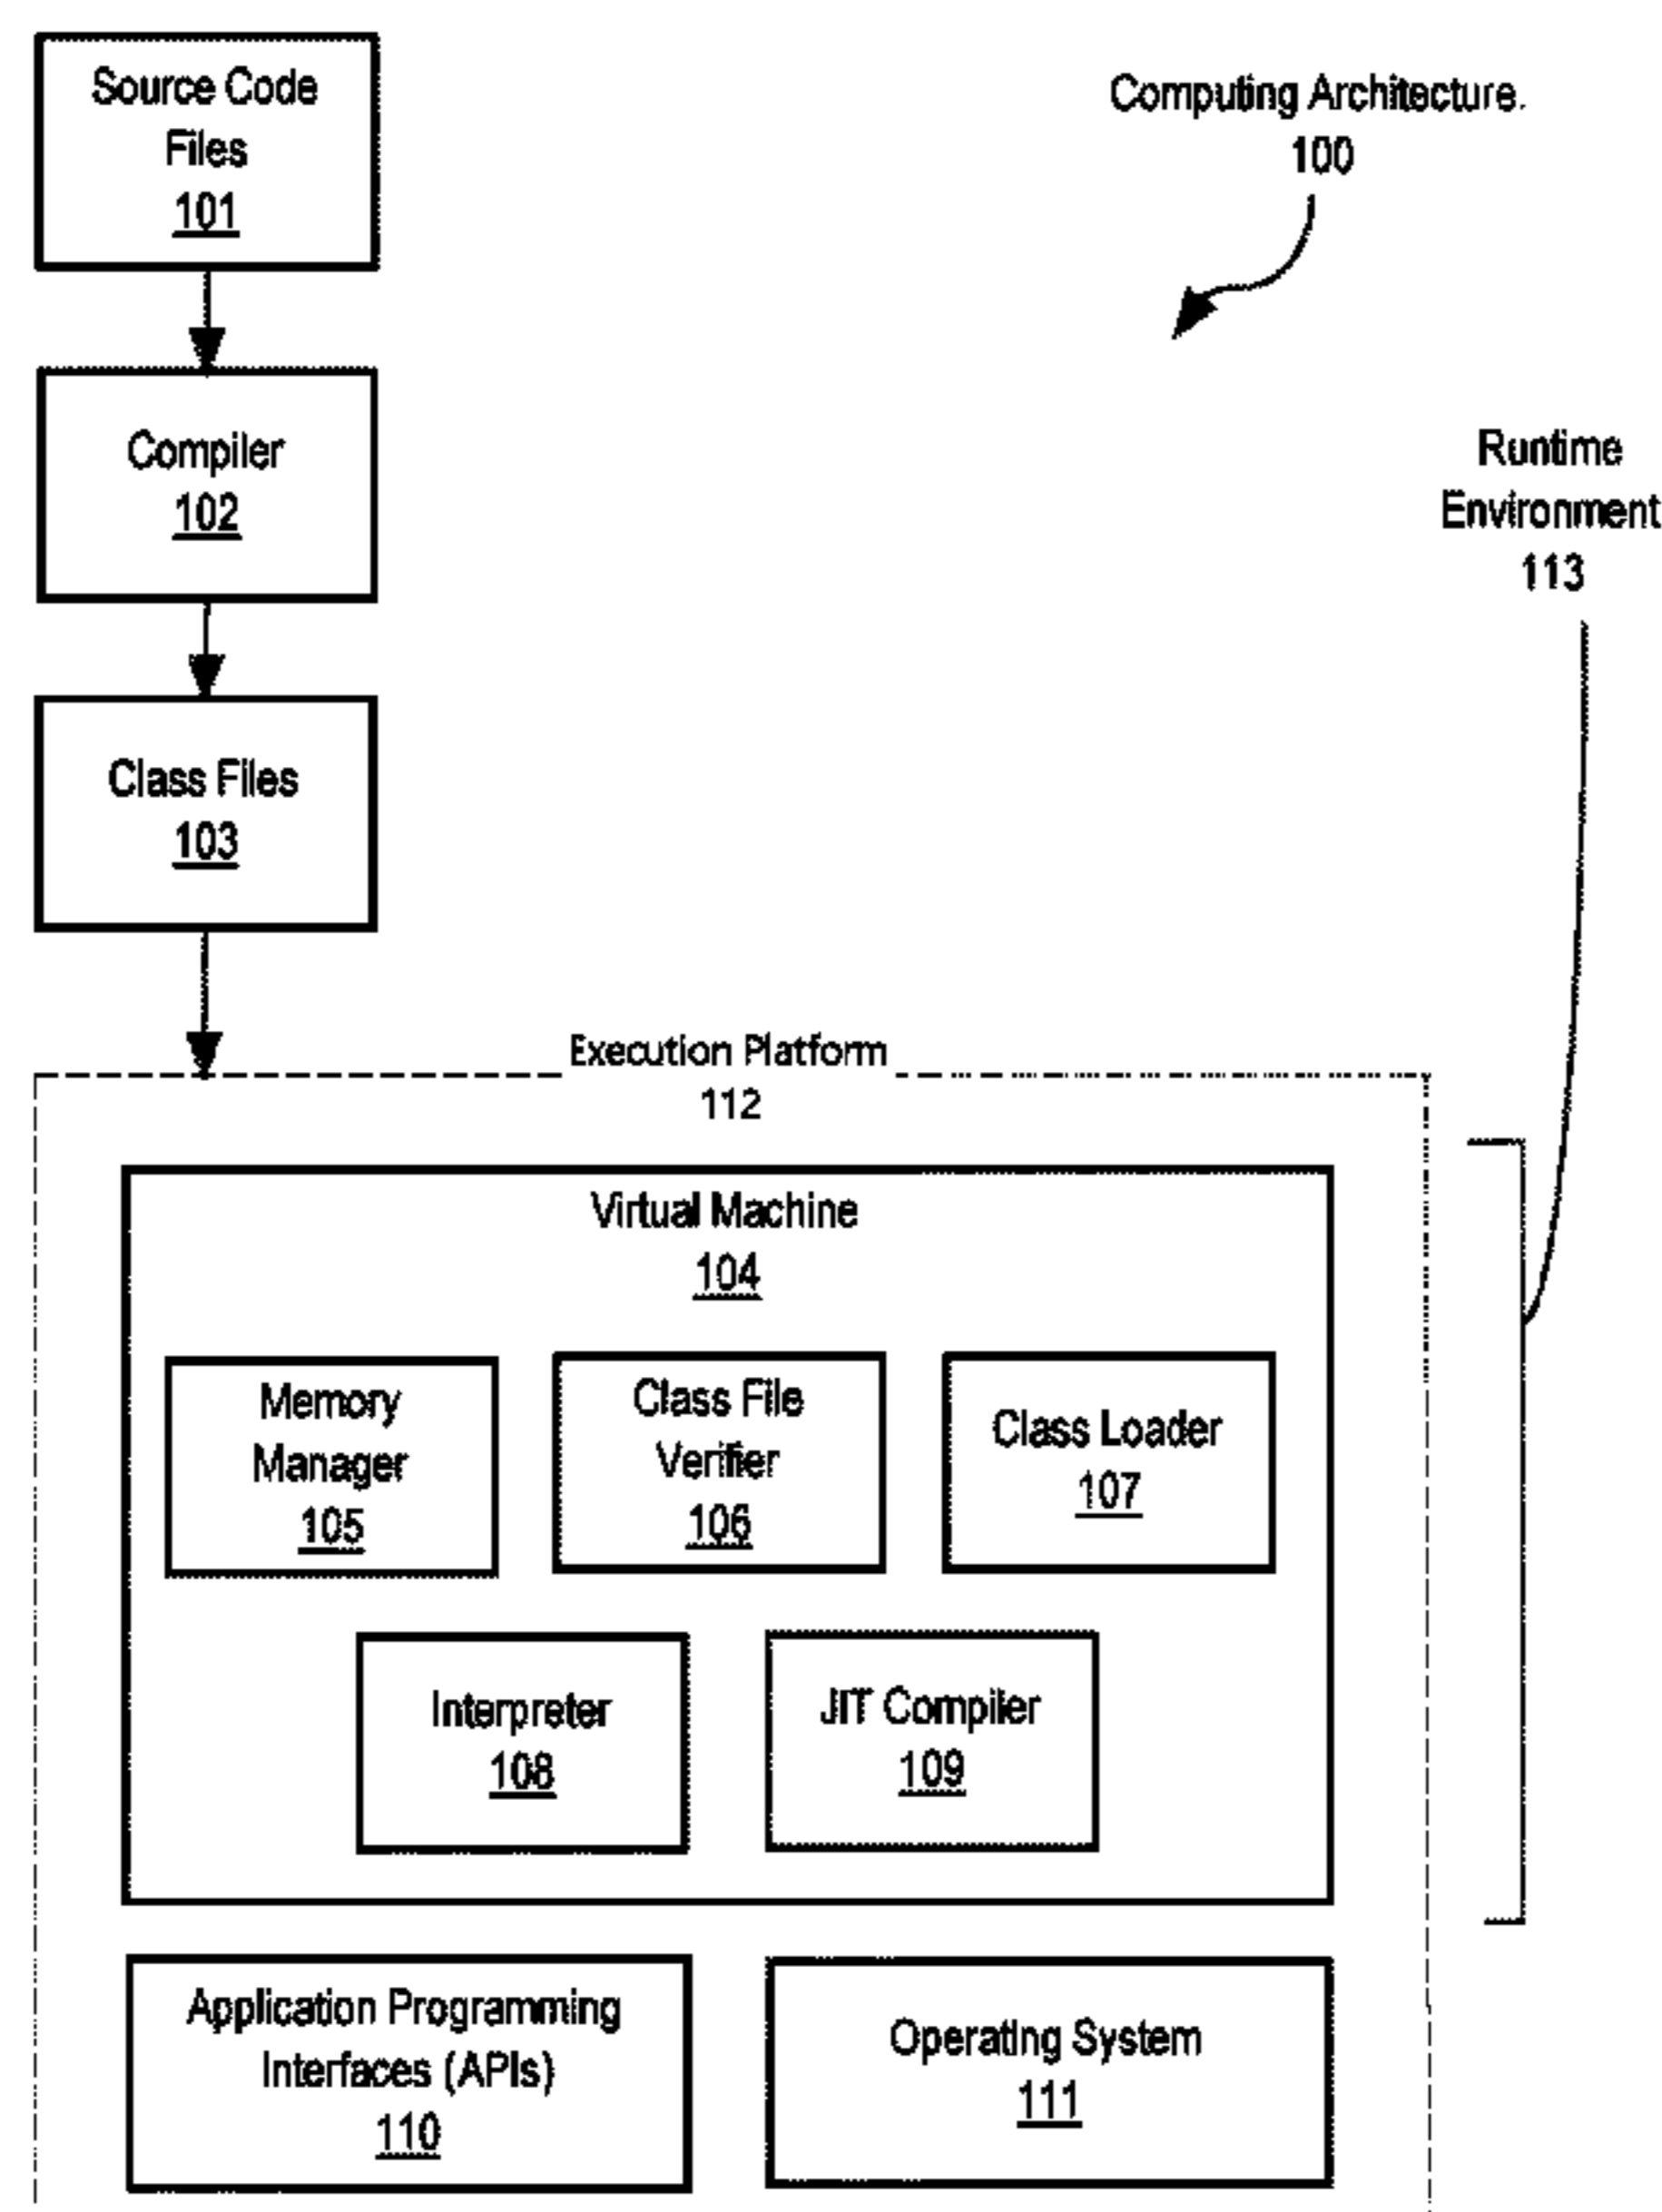 Source Code
Files
101
Computing Architecture.
100
Compiler
102
Runtime
Environment
113
Class Files
103
Execution Platform
112
Virtual Machine
104
Memory
Manager
105
Class File
Verifier
106
Class Loader
107
Interpreter
108
JIT Compiler
109
Application Programming
Interfaces (APIs)
110
Operating System
111